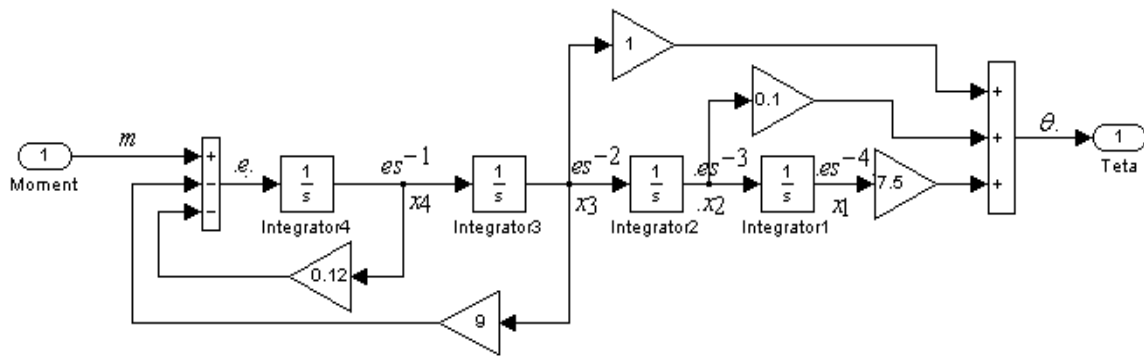 1
0.1
+
m
1
Moment
+
−
−
.e.
1
s
Integrator4
es⁻¹
x4
1
s
Integrator3
es⁻²
x3
1
s
Integrator2
.es⁻³
.x2
1
s
Integrator1
.es⁻⁴
x1
7.5
+
+
θ.
1
Teta
0.12
9